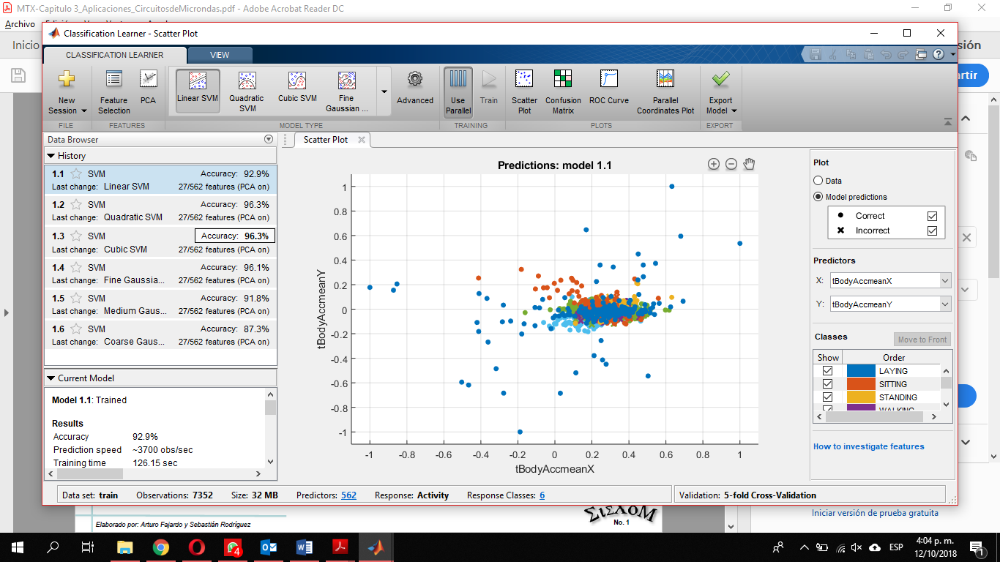 MTX-Capitulo 3_Aplicaciones_CircuitosdeMicrondas.pdf - Adobe Acrobat Reader DC
Archivo
Inicio
sión
Classification Learner - Scatter Plot
CLASSIFICATION LEARNER
VIEW
New Session
Feature Selection
PCA
Linear SVM
Quadratic SVM
Cubic SVM
Fine Gaussian ...
Advanced
Use Parallel
Train
Scatter Plot
Confusion Matrix
ROC Curve
Parallel Coordinates Plot
Export Model
artir
FILE
FEATURES
MODEL TYPE
TRAINING
PLOTS
EXPORT
Data Browser
History
1.1 SVM Accuracy: 92.9%
Last change: Linear SVM 27/562 features (PCA on)
1.2 SVM Accuracy: 96.3%
Last change: Quadratic SVM 27/562 features (PCA on)
1.3 SVM Accuracy: 96.3%
Last change: Cubic SVM 27/562 features (PCA on)
1.4 SVM Accuracy: 96.1%
Last change: Fine Gaussia... 27/562 features (PCA on)
1.5 SVM Accuracy: 91.8%
Last change: Medium Gaus... 27/562 features (PCA on)
1.6 SVM Accuracy: 87.3%
Last change: Coarse Gaus... 27/562 features (PCA on)
Current Model
Model 1.1: Trained
Results
Accuracy 92.9%
Prediction speed ~3700 obs/sec
Training time 126.15 sec
Scatter Plot
Predictions: model 1.1
tBodyAccmeanY
1
0.8
0.6
0.4
0.2
0
-0.2
-0.4
-0.6
-0.8
-1
-1 -0.8 -0.6 -0.4 -0.2 0 0.2 0.4 0.6 0.8 1
tBodyAccmeanX
Plot
Data
Model predictions
Correct
Incorrect
Predictors
X: tBodyAccmeanX
Y: tBodyAccmeanY
Classes
Move to Front
Show Order
LAYING
SITTING
STANDING
WALKING
How to investigate features
Data set: train Observations: 7352 Size: 32 MB Predictors: 562 Response: Activity Response Classes: 6 Validation: 5-fold Cross-Validation
Iniciar versión de prueba gratuita
No. 1
Elaborado por: Arturo Fajardo y Sebastián Rodríguez
4
ESP
4:04 p. m.
12/10/2018
1